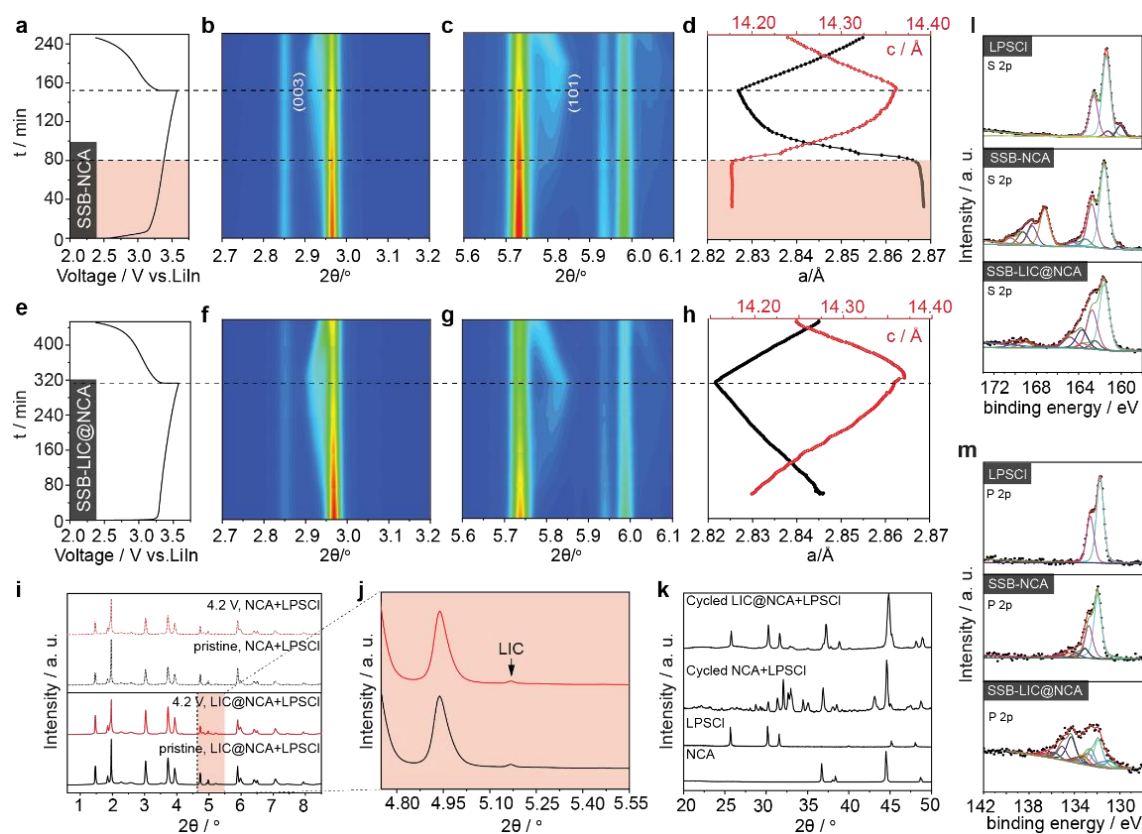 a
240
160
80
0
t / min
SSB-NCA
2.5 3.0 3.5
Voltage / V vs.LiIn
b
(003)
2.7 2.8 2.9 3.0 3.1 3.2
2θ/°
c
(101)
5.6 5.7 5.8 5.9 6.0 6.1
2θ/°
d
14.20 14.30 14.40
c / Å
2.82 2.83 2.84 2.85 2.86 2.87
a/Å
e
400
320
240
160
80
0
t / min
SSB-LIC@NCA
2.5 3.0 3.5
Voltage / V vs.LiIn
f
2.7 2.8 2.9 3.0 3.1 3.2
2θ/°
g
5.6 5.7 5.8 5.9 6.0 6.1
2θ/°
h
14.20 14.30 14.40
c / Å
2.82 2.83 2.84 2.85 2.86 2.87
a/Å
i
4.2 V, NCA+LPSCl
pristine, NCA+LPSCl
4.2 V, LIC@NCA+LPSCl
pristine, LIC@NCA+LPSCl
Intensity / a. u.
1 2 3 4 5 6 7 8
2θ / °
j
LIC
Intensity / a. u.
4.80 4.95 5.10 5.25 5.40 5.55
2θ / °
k
Cycled LIC@NCA+LPSCl
Cycled NCA+LPSCl
LPSCl
NCA
Intensity / a. u.
20 30 40 50
2θ / °
l
LPSCl
S 2p
SSB-NCA
S 2p
SSB-LIC@NCA
S 2p
Intensity / a. u.
172 168 164 160
binding energy / eV
m
LPSCl
P 2p
SSB-NCA
P 2p
SSB-LIC@NCA
P 2p
Intensity / a. u.
142 138 134 130
binding energy / eV